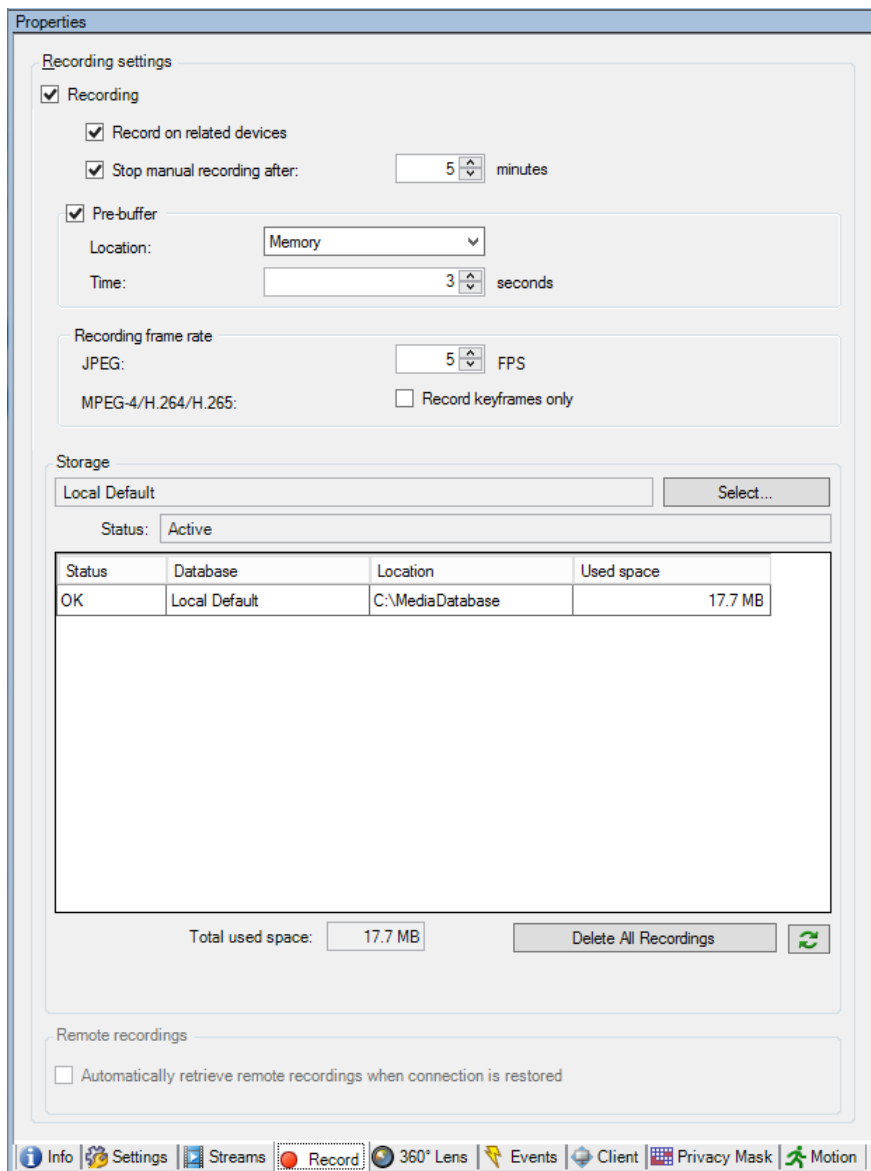 Properties
Recording settings
Recording
Record on related devices
Stop manual recording after: 5 minutes
Pre-buffer
Location: Memory
Time: 3 seconds
Recording frame rate
JPEG: 5 FPS
MPEG-4/H.264/H.265: Record keyframes only
Storage
Local Default Select...
Status: Active
Status Database Location Used space
OK Local Default C:\MediaDatabase 17.7 MB
Total used space: 17.7 MB Delete All Recordings
Remote recordings
Automatically retrieve remote recordings when connection is restored
Info Settings Streams Record 360° Lens Events Client Privacy Mask Motion